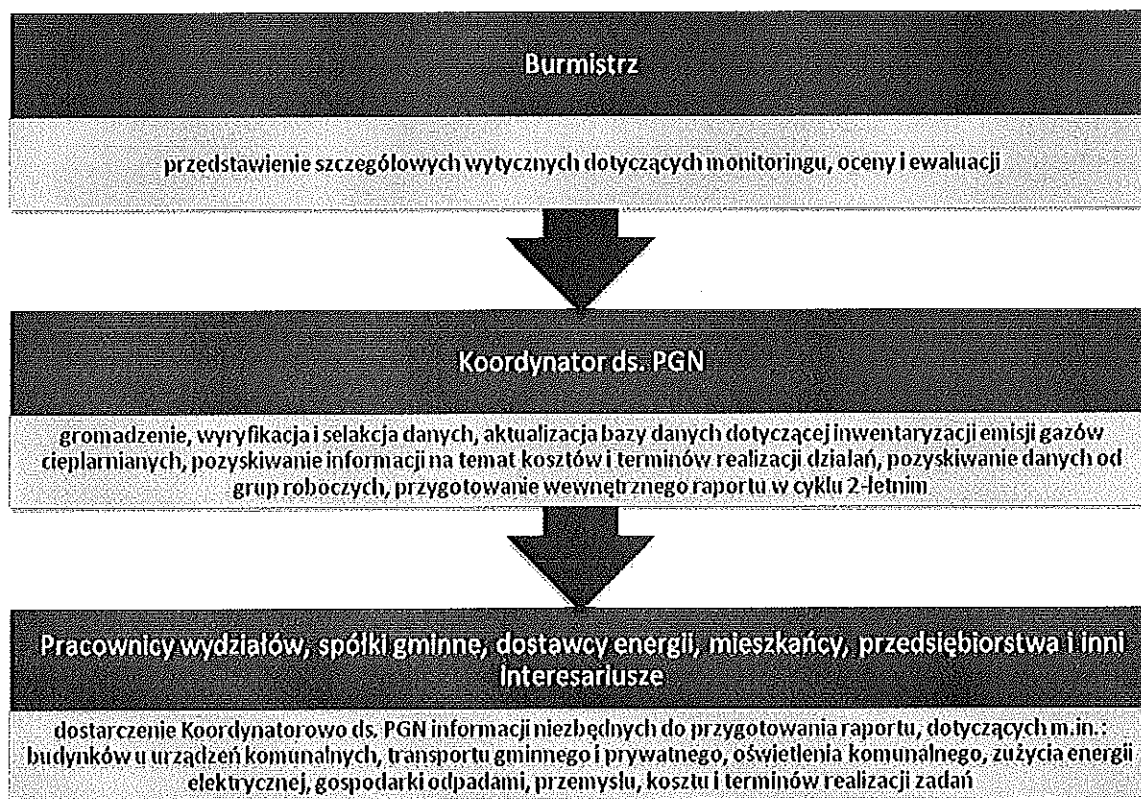 Burmistrz
przedstawienie szczegółowych wytycznych dotyczących monitoringu, oceny i ewaluacji
Koordynator ds. PGN
gromadzenie, wyryfikacja i selakcja danych, aktualizacja bazy danych dotyczącej inwentaryzacji emisji gazów
cieplarnianych, pozyskiwanie informacji na temat kosztów i terminów realizacji działań, pozyskiwanie danych od
grup roboczych, przygotowanie wewnętrznego raportu w cyklu 2-letnim
Pracownicy wydziałów, spółki gminne, dostawcy energii, mieszkańcy, przedsiębiorstwa i inni
interesariusze
dostarczenie Koordynatorowo ds. PGN informacji niezbędnych do przygotowania raportu, dotyczących m.in.:
budynków u urządzeń komunalnych, transportu gminnego i prywatnego, oświetlenia komunalnego, zużycia energii
elektrycznej, gospodarki odpadami, przemysłu, kosztu i terminów realizacji zadań